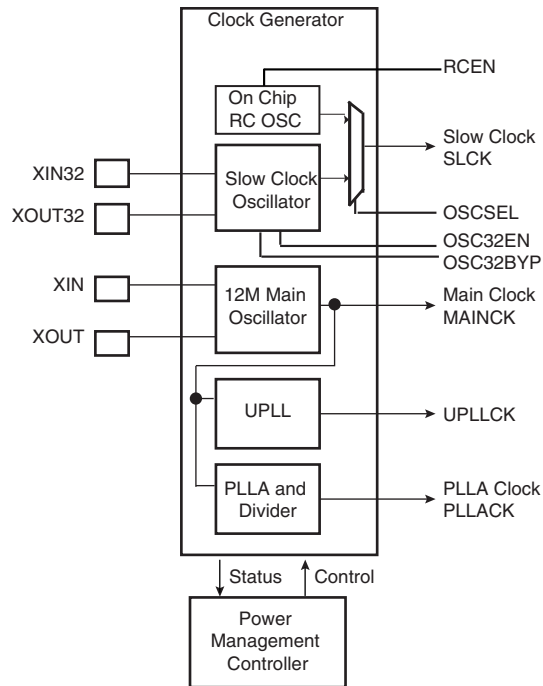 Clock Generator
RCEN
On Chip
RC OSC
Slow Clock
SLCK
XIN32
Slow Clock
Oscillator
XOUT32
OSCSEL
OSC32EN
OSC32BYP
XIN
12M Main
Oscillator
Main Clock
MAINCK
XOUT
UPLL
UPLLCK
PLLA and
Divider
PLLA Clock
PLLACK
Status
Control
Power
Management
Controller